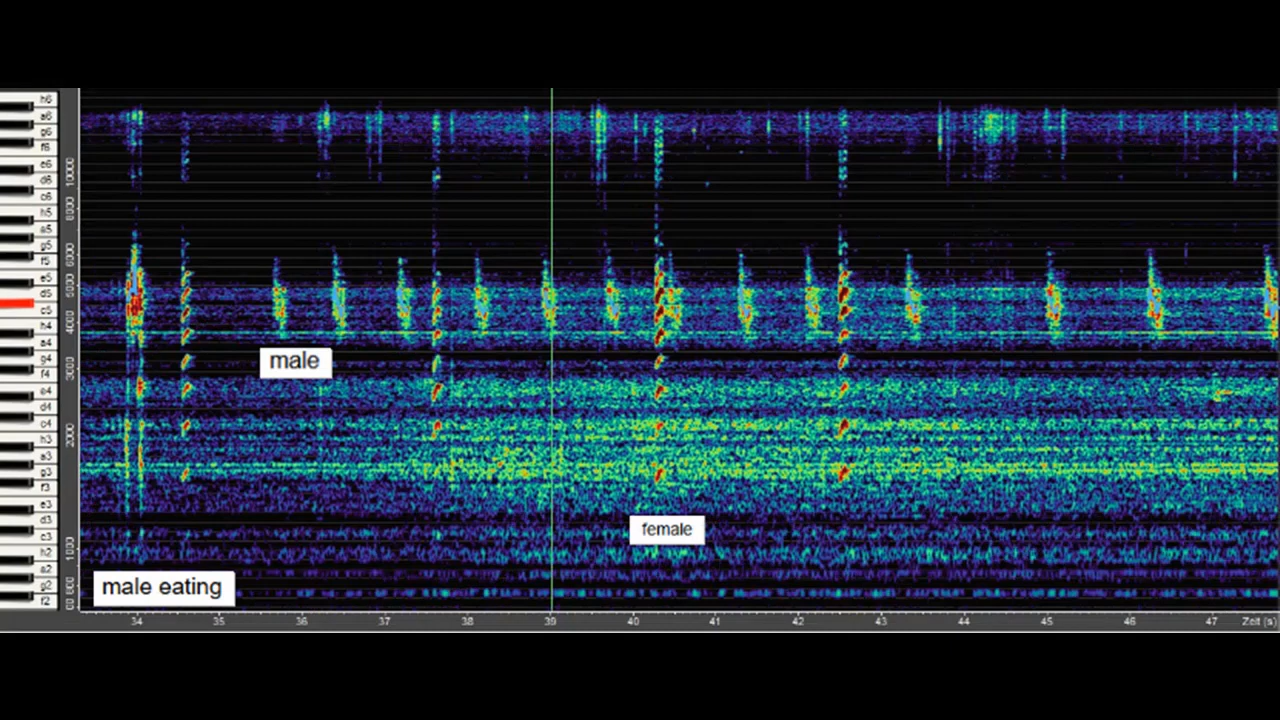 h6
a6
g6
f6
e6
d6
c6
h5
a5
g5
f5
e5
d5
c5
h4
a4
g4
f4
e4
d4
c4
h3
a3
g3
f3
e3
d3
c3
h2
a2
g2
f2
10000
8000
6000
5000
4000
3000
2000
1000
male
female
male eating
34 35 36 37 38 39 40 41 42 43 44 45 46 47 Zeit (s)